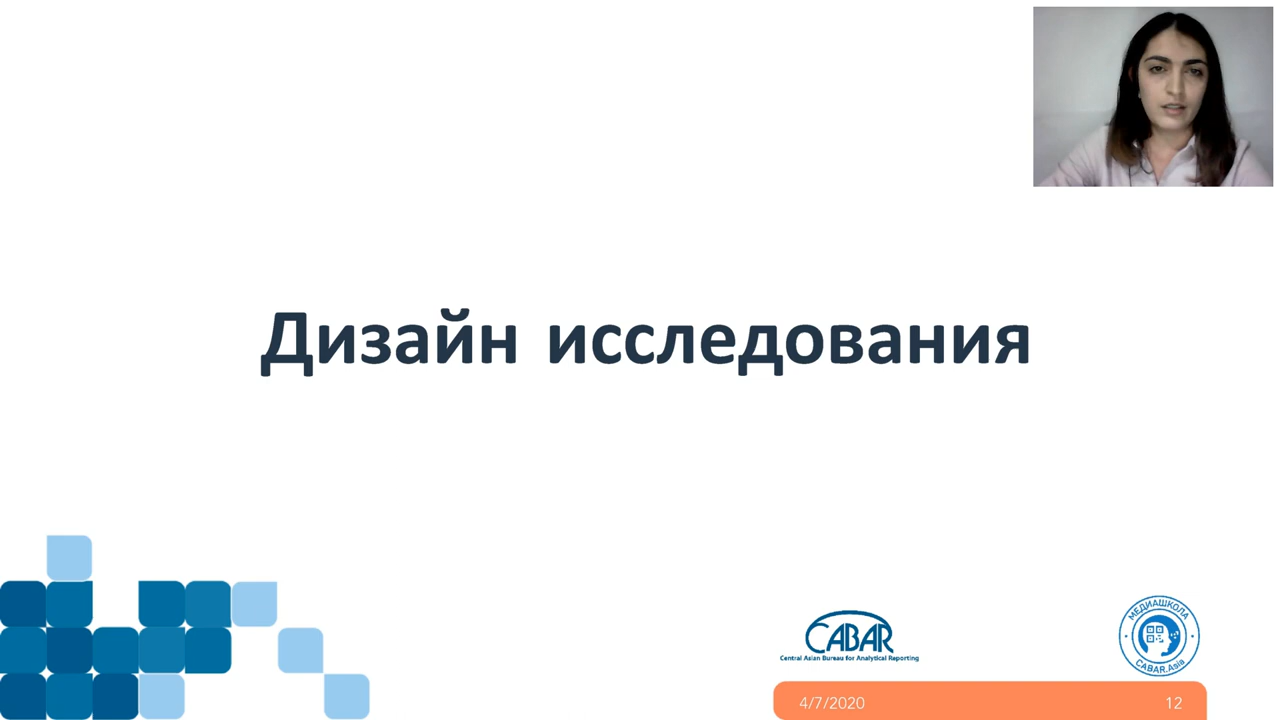 Дизайн исследования
CABAR
Central Asian Bureau for Analytical Reporting
МЕДИАШКОЛА
CABAR.Asia
4/7/2020
12